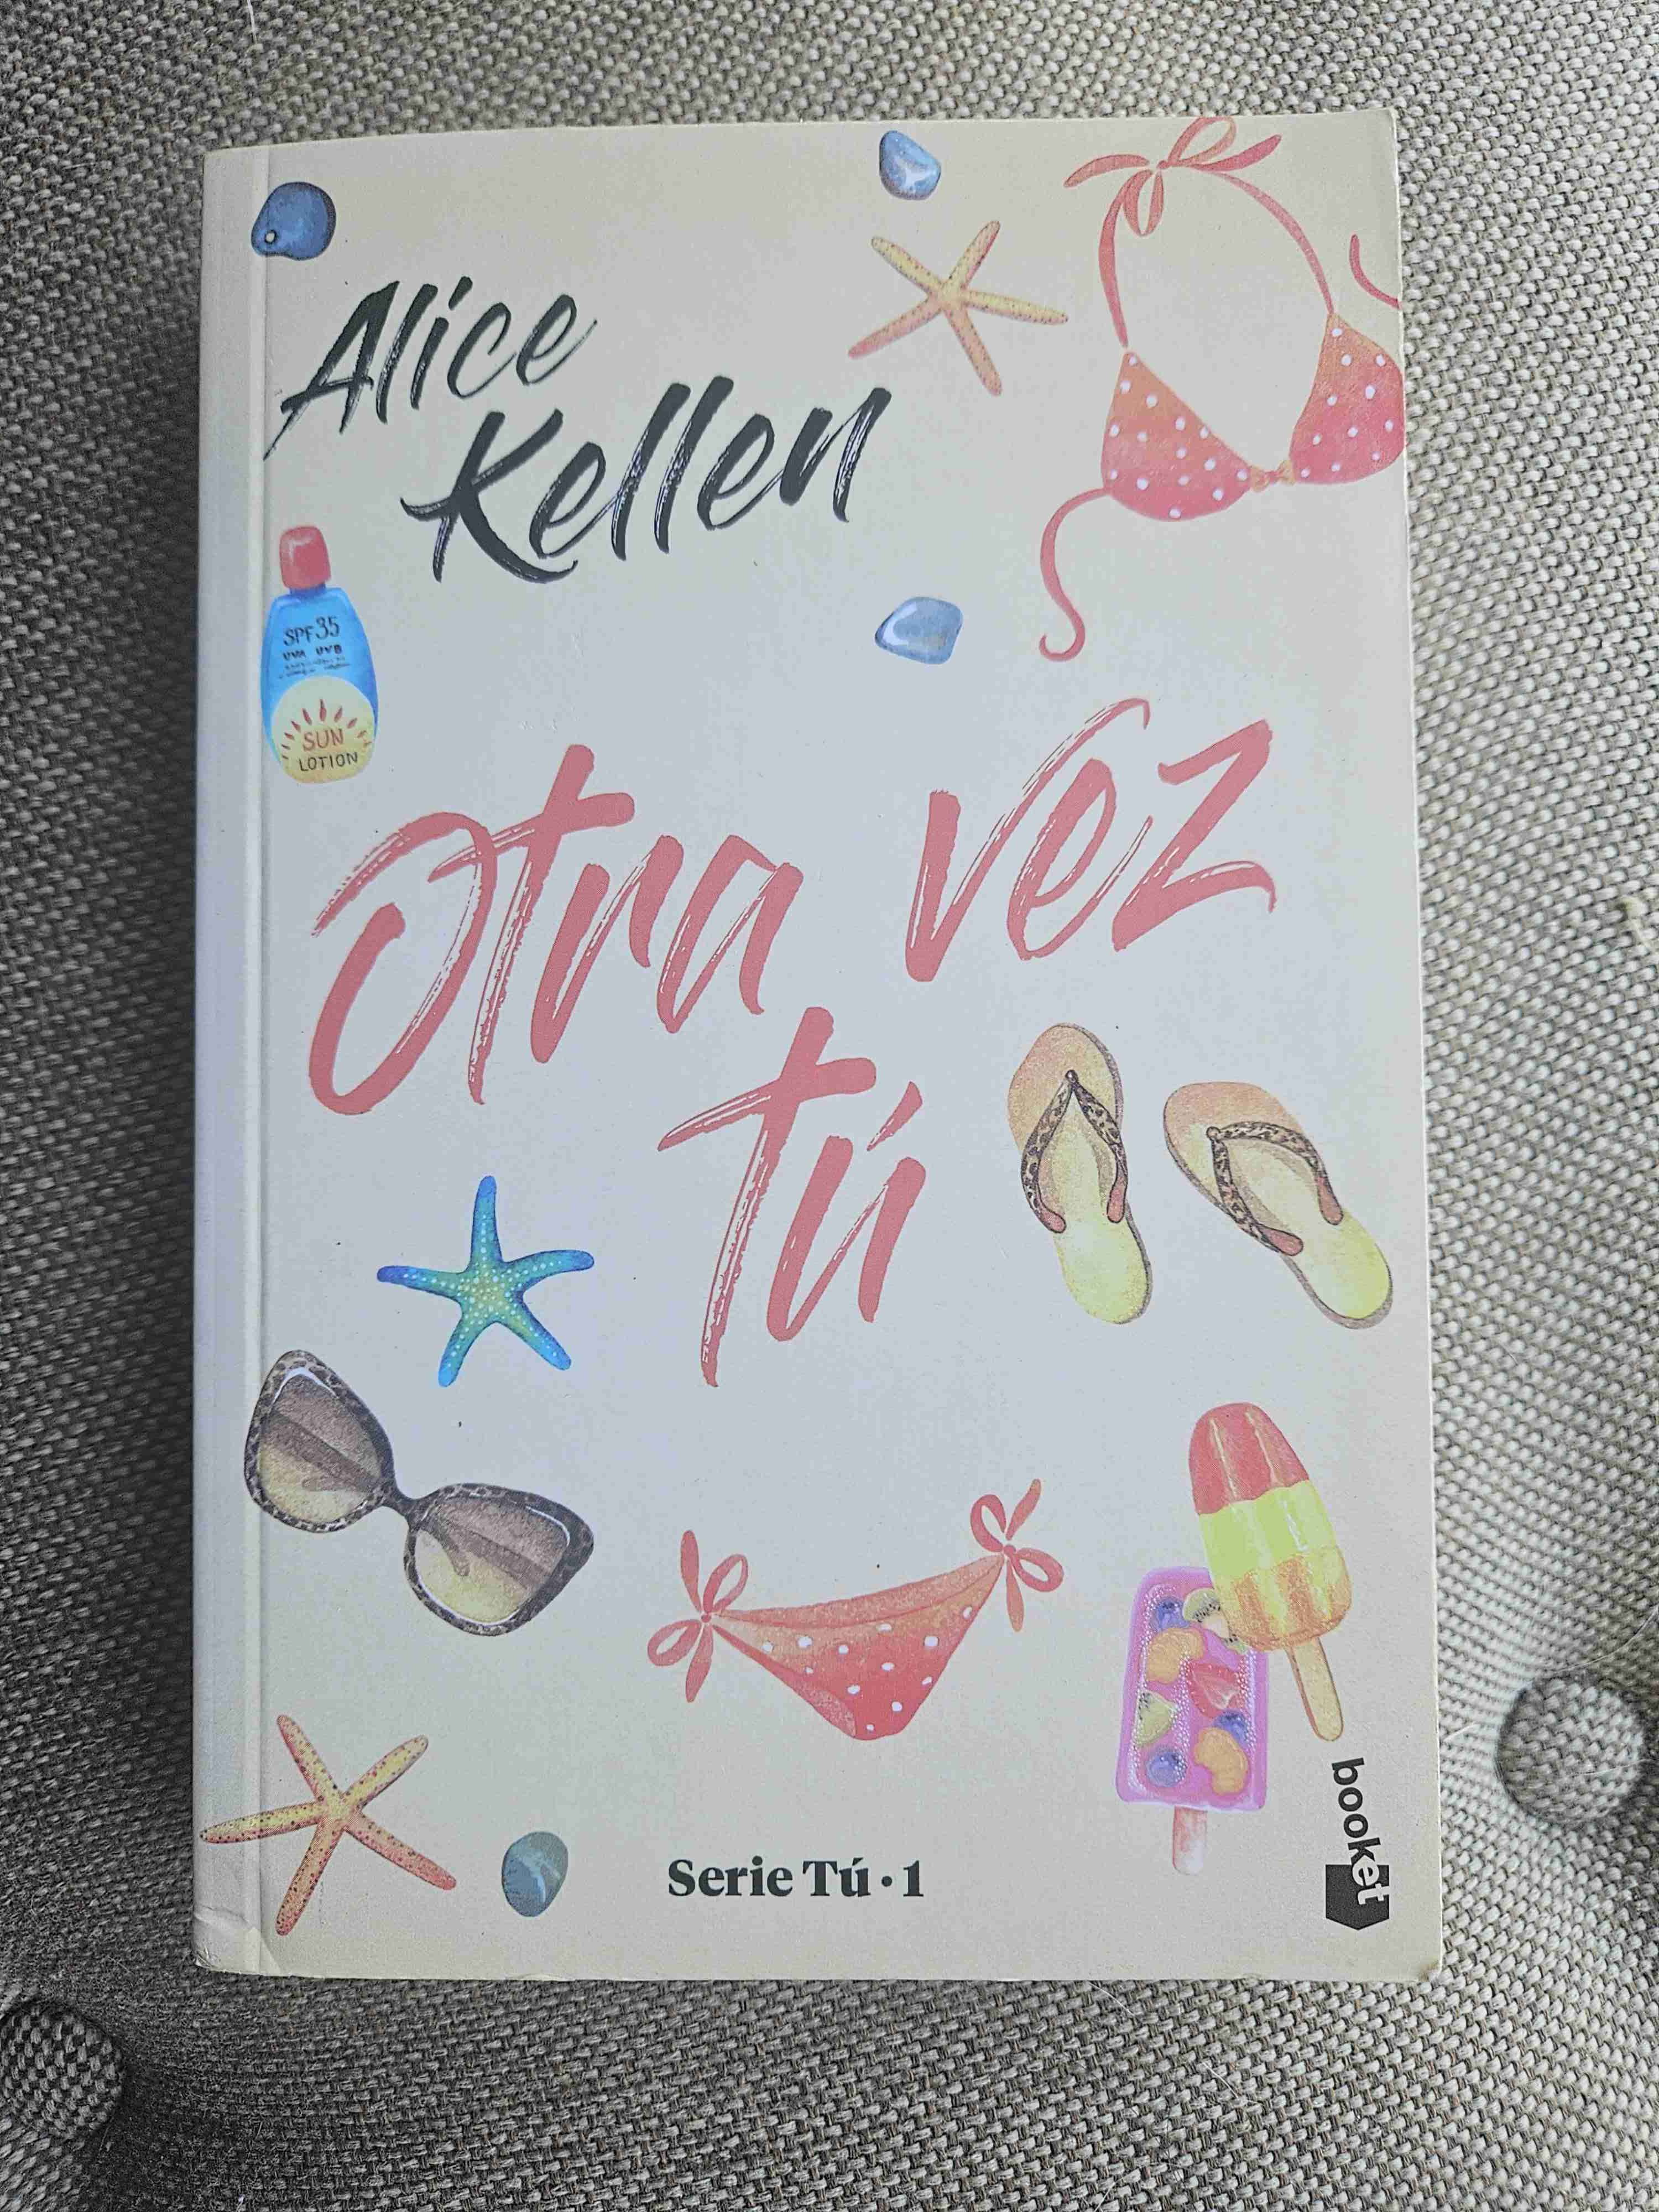 Alice
Kellen
SPF 35
UVA UVB
SUN
LOTION
Otra vez
tú
Serie Tú · 1
booket